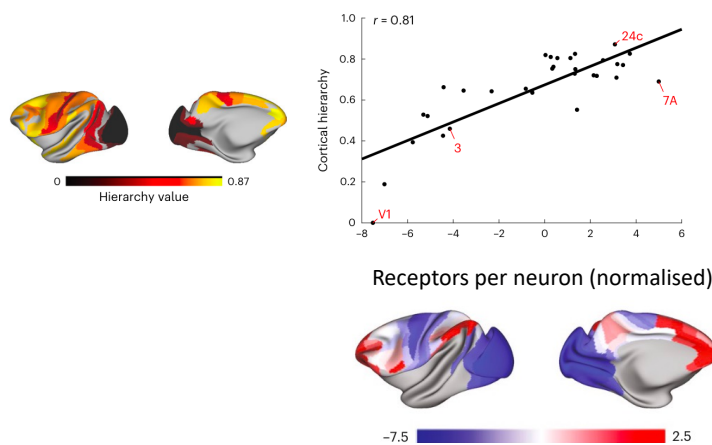 r = 0.81
1.0
0.8
0.6
0.4
0.2
0
Cortical hierarchy
24c
7A
3
V1
−8
−6
−4
−2
0
2
4
6
0
0.87
Hierarchy value
Receptors per neuron (normalised)
−7.5
2.5